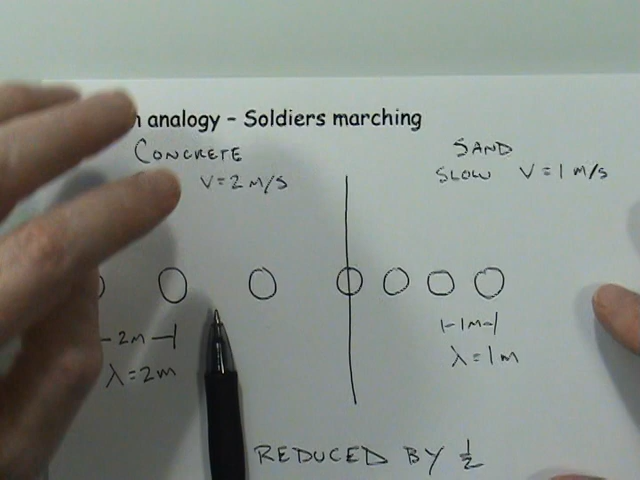 analogy – Soldiers marching
CONCRETE
V = 2 M/S
SAND
SLOW V = 1 M/S
2M
λ = 2M
1M
λ = 1M
REDUCED BY 1/2